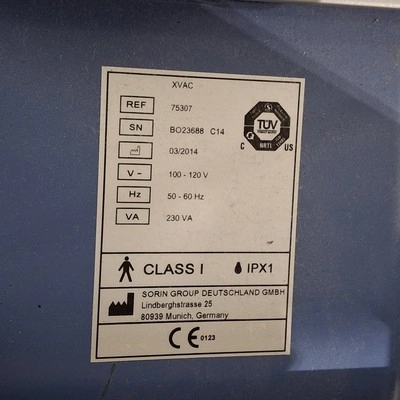 XVAC
REF 75307
SN BO23688 C14
03/2014
V~ 100 - 120 V
Hz 50 - 60 Hz
VA 230 VA
TÜV
C US
NRTL
CLASS I IPX1
SORIN GROUP DEUTSCHLAND GMBH
Lindberghstrasse 25
80939 Munich, Germany
CE 0123